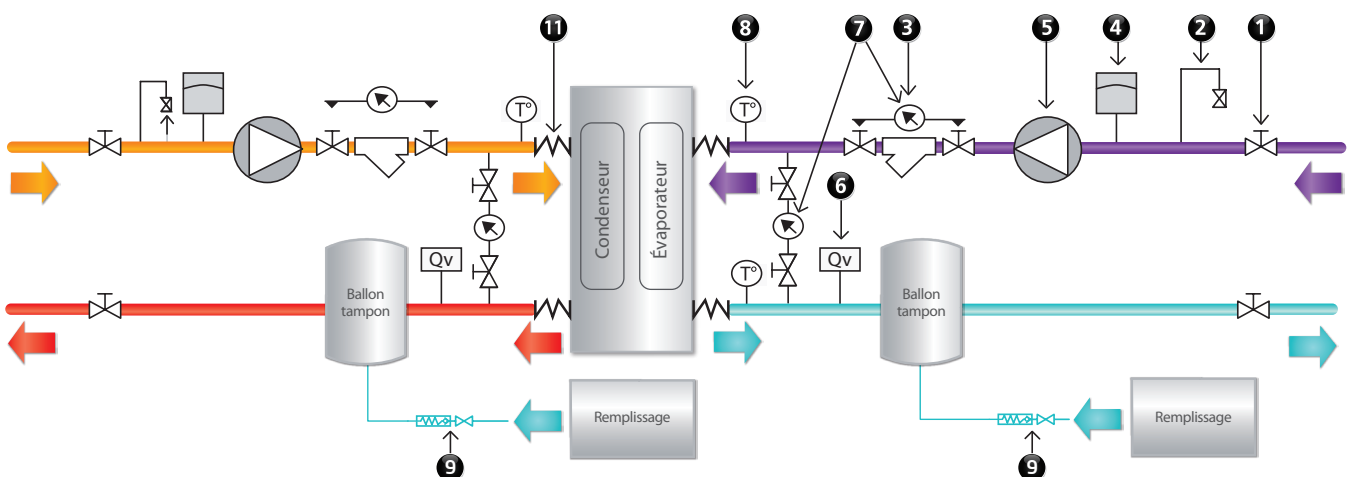 11
8
7
3
5
4
2
1
T°
T°
Condenseur
Évaporateur
6
Qv
T°
Qv
Ballon
tampon
Ballon
tampon
Remplissage
Remplissage
9
9